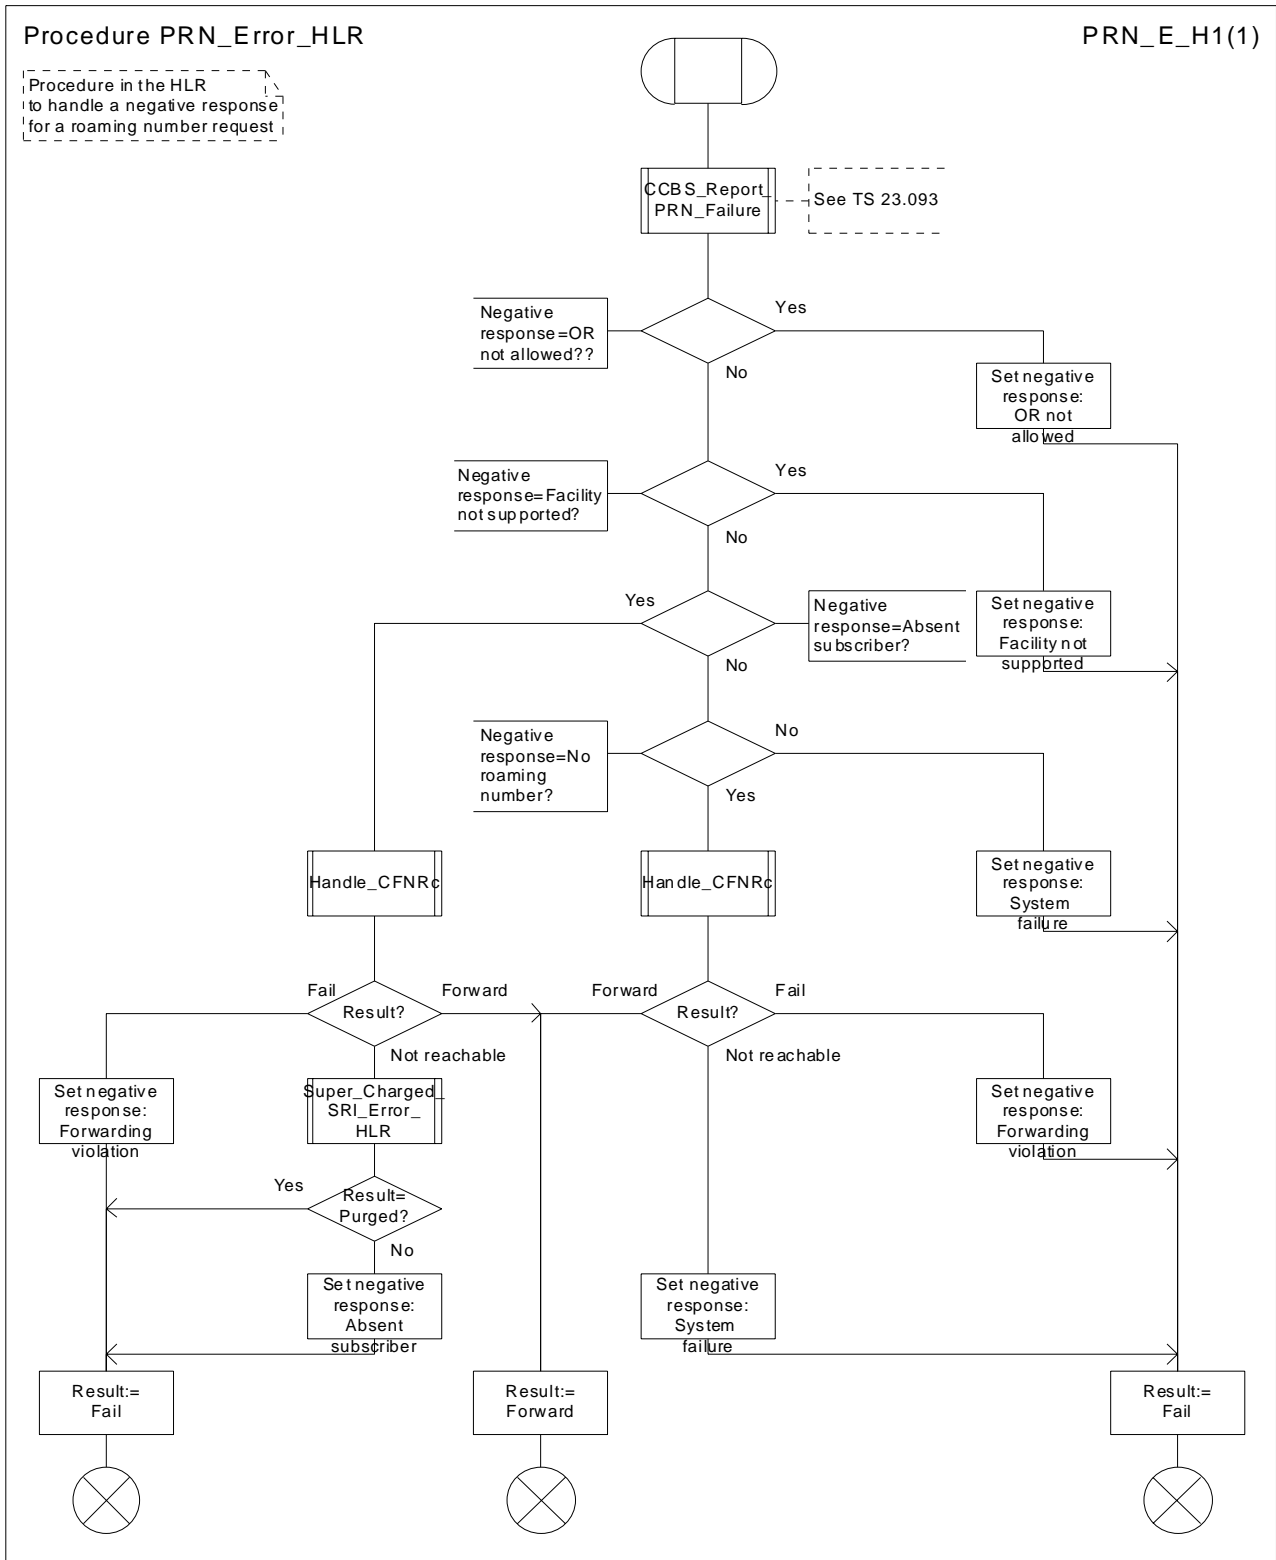 Procedure PRN_Error_HLR
PRN_E_H1(1)
Procedure in the HLR
to handle a negative response
for a roaming number request
CCBS_Report_
PRN_Failure
See TS 23.093
Negative
response=OR
not allowed??
Yes
No
Set negative
response:
OR not
allowed
Negative
response=Facility
not supported?
Yes
No
Yes
Negative
response=Absent
subscriber?
No
Set negative
response:
Facility not
supported
Negative
response=No
roaming
number?
No
Yes
Handle_CFNRc
Handle_CFNRc
Set negative
response:
System
failure
Fail
Result?
Forward
Not reachable
Forward
Result?
Fail
Not reachable
Set negative
response:
Forwarding
violation
Super_Charged_
SRI_Error_
HLR
Set negative
response:
Forwarding
violation
Yes
Result=
Purged?
No
Set negative
response:
Absent
subscriber
Set negative
response:
System
failure
Result:=
Fail
Result:=
Forward
Result:=
Fail